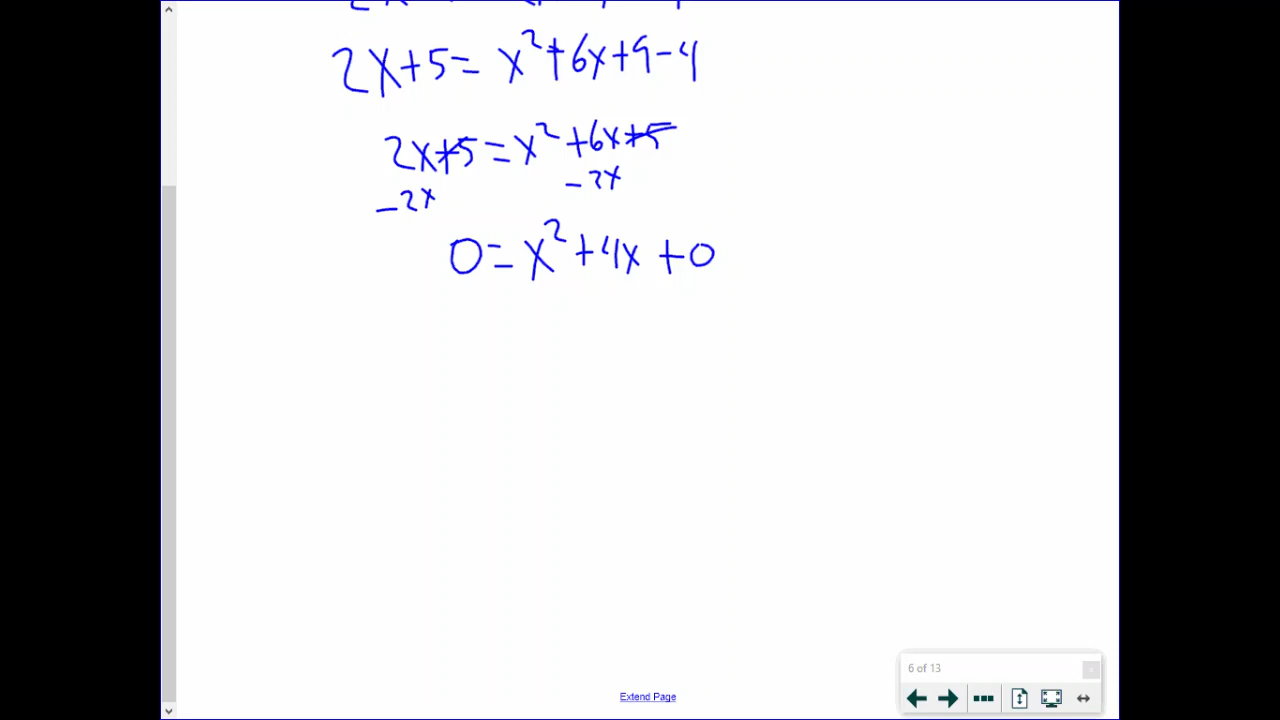 2x+5= x²+6x+9-4
2x+5=x²+6x+5
-2x -2x
0=x²+4x+0
6 of 13
Extend Page